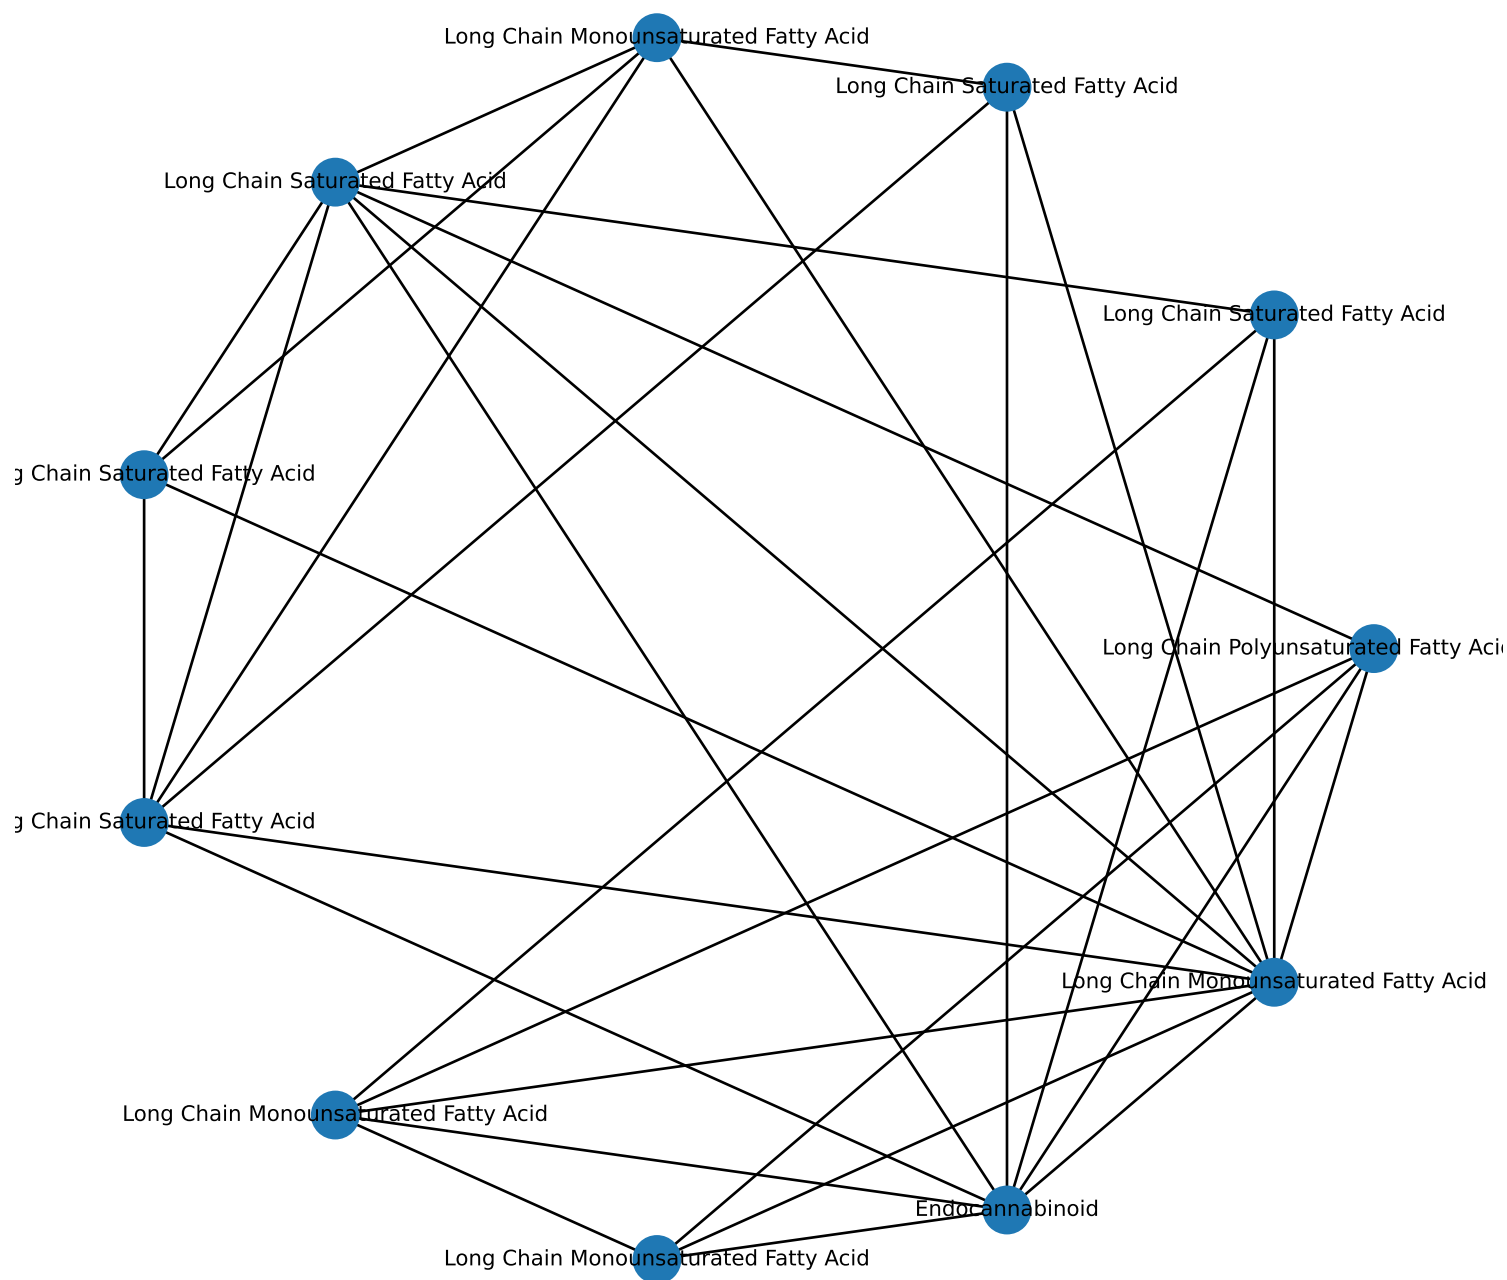 Long Chain Monounsaturated Fatty Acid
Long Chain Saturated Fatty Acid
Long Chain Saturated Fatty Acid
Long Chain Saturated Fatty Acid
g Chain Saturated Fatty Acid
Long Chain Polyunsaturated Fatty Aci
g Chain Saturated Fatty Acid
Long Chain Monounsaturated Fatty Acid
Long Chain Monounsaturated Fatty Acid
Endocannabinoid
Long Chain Monounsaturated Fatty Acid